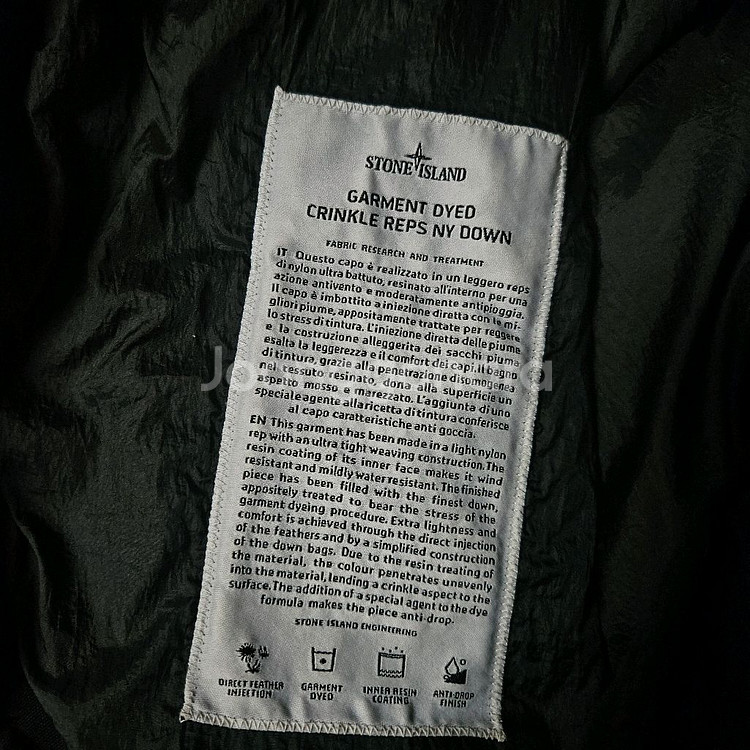 STONE ISLAND
GARMENT DYED
CRINKLE REPS NY DOWN
FABRIC RESEARCH AND TREATMENT
IT Questo capo è realizzato in un leggero reps
di nylon ultra battuto, resinato all'interno per una
azione antivento e moderatamente antipioggia.
Il capo è imbottito a iniezione diretta con le mi-
gliori piume, appositamente trattate per reggere
lo stress di tintura. L'iniezione diretta delle piume
e la costruzione alleggerita dei sacchi piuma
esalta la leggerezza e il comfort dei capi. Il bagno
di tintura, grazie alla penetrazione disomogenea
nel tessuto resinato, dona alla superficie un
aspetto mosso e marezzato. L'aggiunta di uno
speciale agente alla ricetta di tintura conferisce
al capo caratteristiche anti goccia.
EN This garment has been made in a light nylon
rep with an ultra tight weaving construction. The
resin coating of its inner face makes it wind
resistant and mildly water resistant. The finished
piece has been filled with the finest down,
appositely treated to bear the stress of the
garment dyeing procedure. Extra lightness and
comfort is achieved through the direct injection
of the feathers and by a simplified construction
of the down bags. Due to the resin treating of
the material, the colour penetrates unevenly
into the material, lending a crinkle aspect to the
surface. The addition of a special agent to the dye
formula makes the piece anti-drop.
STONE ISLAND ENGINEERING
DIRECT FEATHER INJECTION
GARMENT DYED
INNER RESIN COATING
ANTI-DROP FINISH